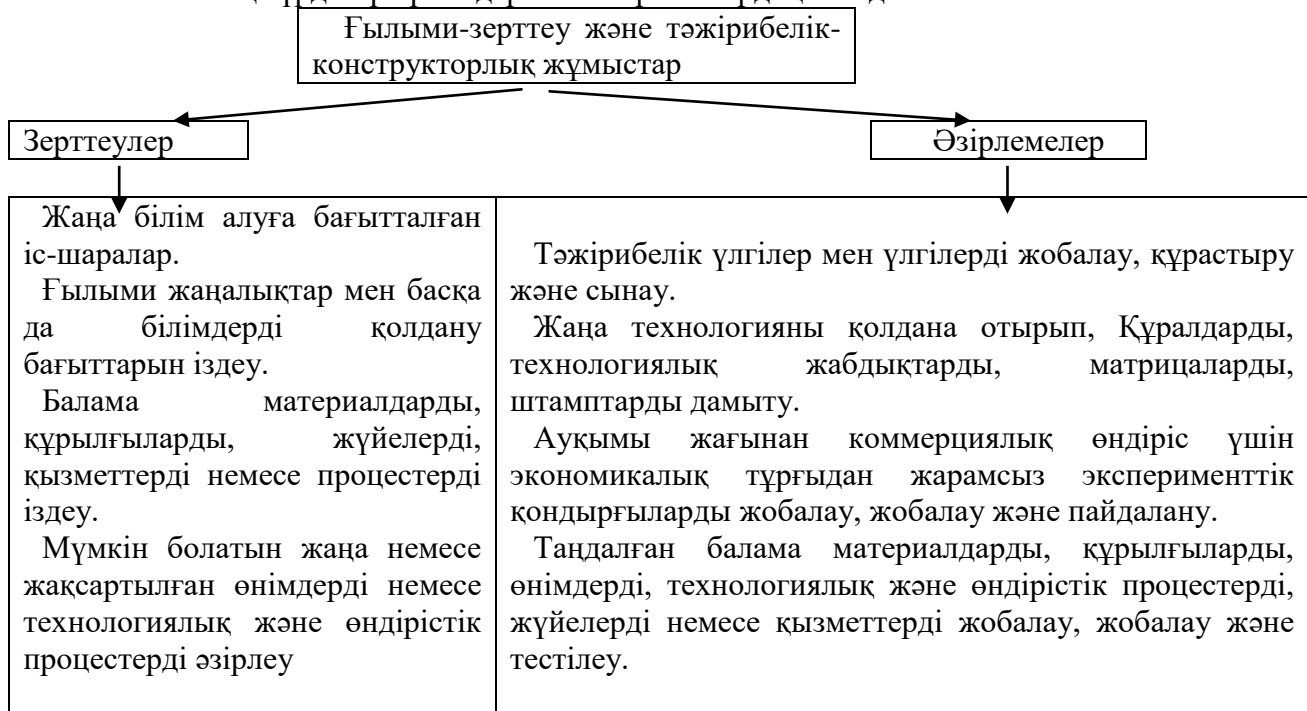 Ғылыми-зерттеу және тәжірибелік-
конструкторлық жұмыстар
Зерттеулер
Әзірлемелер
Жаңа білім алуға бағытталған
іс-шаралар.
Ғылыми жаңалықтар мен басқа
да білімдерді қолдану
бағыттарын іздеу.
Балама материалдарды,
құрылғыларды, жүйелерді,
қызметтерді немесе процестерді
іздеу.
Мүмкін болатын жаңа немесе
жақсартылған өнімдерді немесе
технологиялық және өндірістік
процестерді әзірлеу
Тәжірибелік үлгілер мен үлгілерді жобалау, құрастыру
және сынау.
Жаңа технологияны қолдана отырып, Құралдарды,
технологиялық жабдықтарды, матрицаларды,
штамптарды дамыту.
Ауқымы жағынан коммерциялық өндіріс үшін
экономикалық тұрғыдан жарамсыз эксперименттік
қондырғыларды жобалау, жобалау және пайдалану.
Таңдалған балама материалдарды, құрылғыларды,
өнімдерді, технологиялық және өндірістік процестерді,
жүйелерді немесе қызметтерді жобалау, жобалау және
тестілеу.